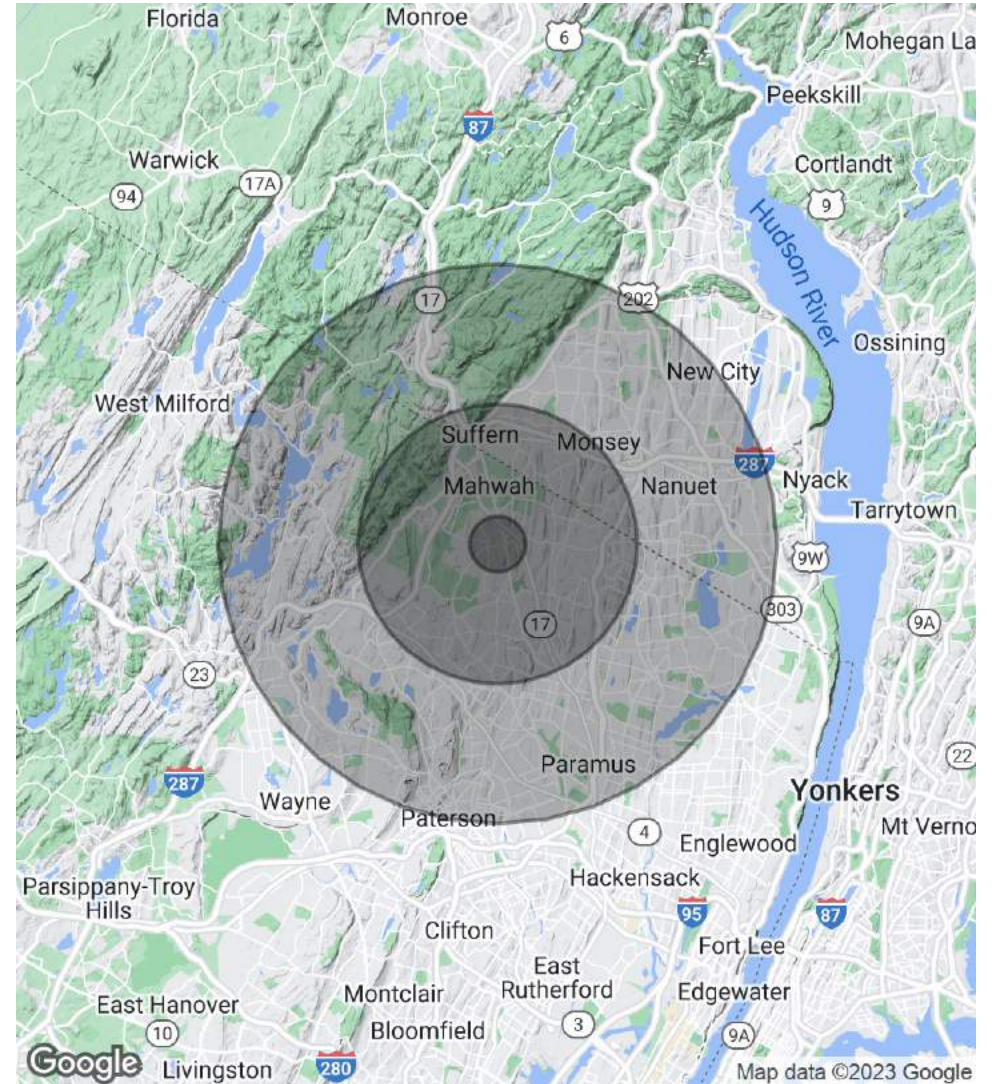 Florida
Monroe
6
Mohegan La
87
Peekskill
Warwick
17A
94
Cortlandt
9
Hudson River
17
202
Ossining
New City
West Milford
Suffern
Monsey
287
Mahwah
Nanuet
Nyack
Tarrytown
9W
303
17
9A
23
22
Paramus
287
Wayne
Yonkers
Paterson
4
Mt Verno
Englewood
Hackensack
Parsippany-Troy
Hills
95
87
Clifton
Fort Lee
East
Rutherford
Edgewater
Montclair
East Hanover
10
3
9A
Bloomfield
Google
Livingston
280
Map data ©2023 Google